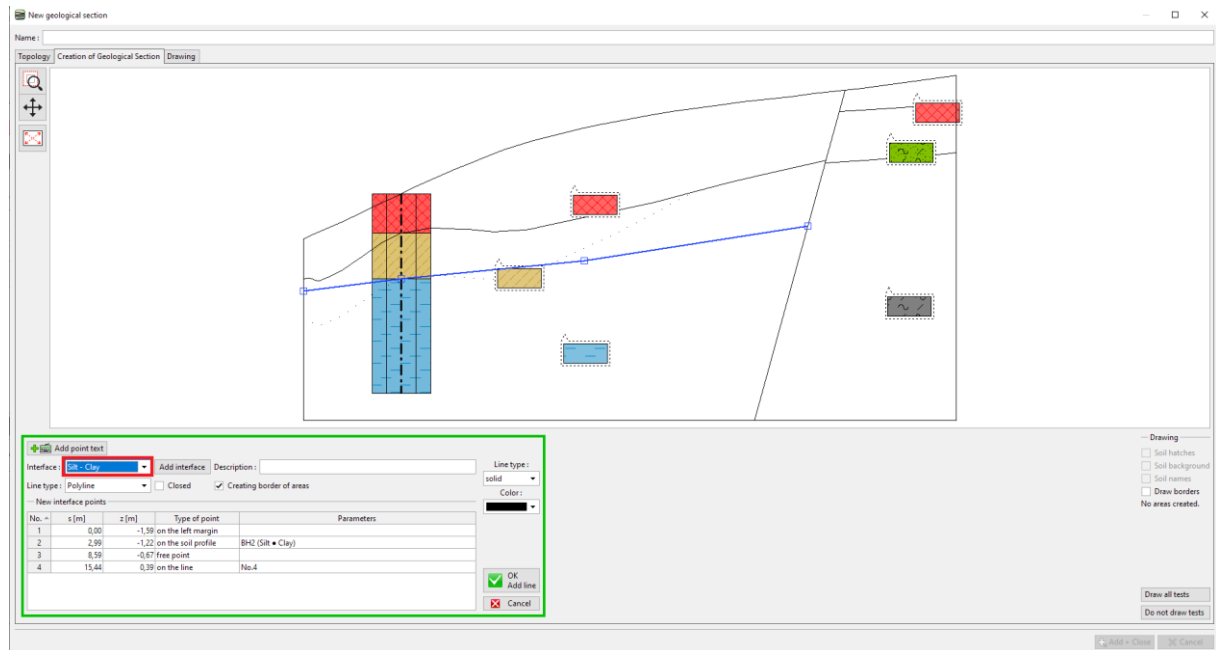 New geological section
Name :
Topology Creation of Geological Section Drawing
Add point text
Interface : Silt - Clay Add interface Description :
Line type : Polyline Closed Creating border of areas
New interface points
No. s [m] z [m] Type of point Parameters
1 0,00 -1,59 on the left margin
2 2,99 -1,22 on the soil profile BH2 (Silt ● Clay)
3 8,59 -0,67 free point
4 15,44 0,39 on the line No.4
Line type :
solid
Color :
OK
Add line
Cancel
Drawing
Soil hatches
Soil background
Soil names
Draw borders
No areas created.
Draw all tests
Do not draw tests
Add + Close Cancel